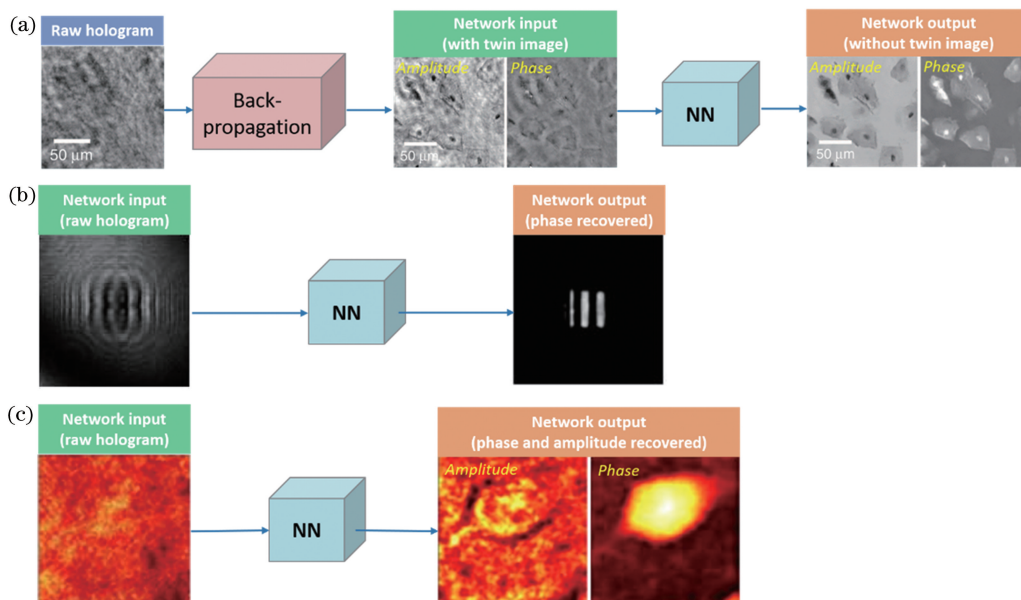 (a)
Raw hologram
50 μm
Back-
propagation
Network input
(with twin image)
Amplitude
Phase
50 μm
NN
Network output
(without twin image)
Amplitude
Phase
50 μm
(b)
Network input
(raw hologram)
NN
Network output
(phase recovered)
(c)
Network input
(raw hologram)
NN
Network output
(phase and amplitude recovered)
Amplitude
Phase